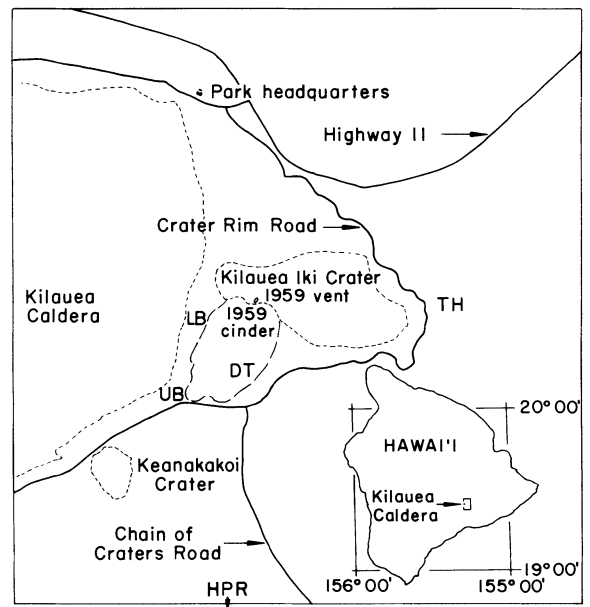 Park headquarters
Highway II
Crater Rim Road
Kilauea Iki Crater
1959 vent
Kilauea
Caldera
TH
LB
1959
cinder
DT
UB
20°00'
HAWAI'I
Keanakakoi
Crater
Kilauea
Caldera
Chain of
Craters Road
19°00'
156°00'
155°00'
HPR